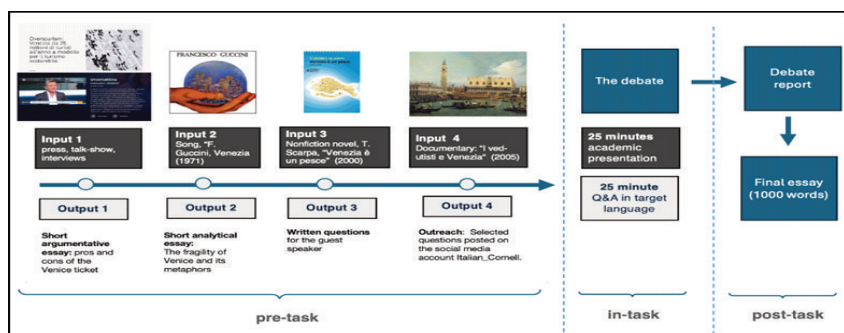 Overtourism:
Venezia da 25
milioni di turisti
all'anno a modello
per il turismo
sostenibile
FRANCESCO GUCCINI
The debate
Debate
report
Input 1
press, talk-show,
interviews
Input 2
Song, "F.
Guccini, Venezia
(1971)
Input 3
Nonfiction novel, T.
Scarpa, "Venezia è
un pesce" (2000)
Input 4
Documentary: "I ved-
utisti e Venezia" (2005)
25 minutes
academic
presentation
Final essay
(1000 words)
25 minute
Q&A in target
language
Output 1
Output 2
Output 3
Output 4
Short
argumentative
essay: pros and
cons of the
Venice ticket
Short analytical
essay:
The fragility of
Venice and its
metaphors
Written questions
for the guest
speaker
Outreach: Selected
questions posted on
the social media
account Italian_Cornell.
pre-task
in-task
post-task